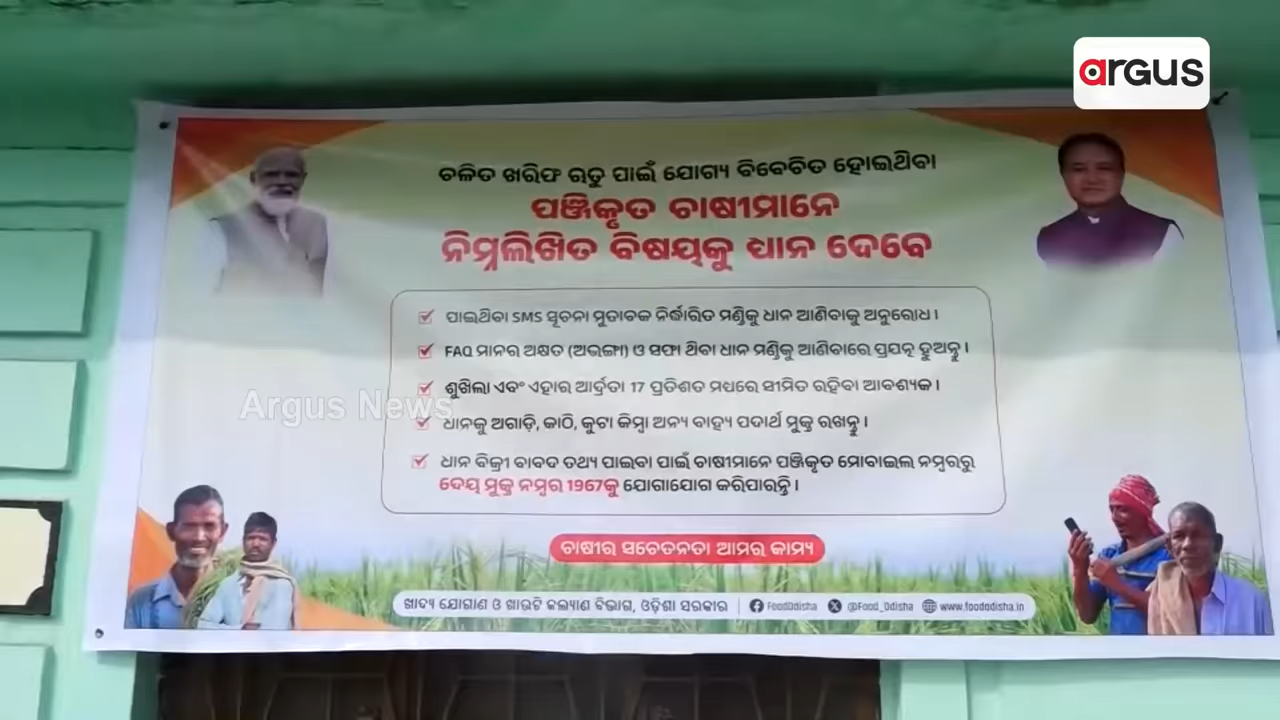 argus
ଚଳିତ ଖରିଫ ଋତୁ ପାଇଁ ଯୋଗ୍ୟ ବିବେଚିତ ହୋଇଥିବା
ପଞ୍ଜିକୃତ ଚାଷୀମାନେ
ନିମ୍ନଲିଖିତ ବିଷୟକୁ ଧ୍ୟାନ ଦେବେ
ପାଇଥିବା SMS ସୂଚନା ମୁତାବକ ନିର୍ଦ୍ଧାରିତ ମଣ୍ଡିକୁ ଧାନ ଆଣିବାକୁ ଅନୁରୋଧ।
FAQ ମାନର ଅକ୍ଷତ (ଅଭଙ୍ଗା) ଓ ସଫା ଥିବା ଧାନ ମଣ୍ଡିକୁ ଆଣିବାରେ ପ୍ରଯତ୍ନ ହୁଅନ୍ତୁ।
ଶୁଖିଲା ଏବଂ ଏହାର ଆର୍ଦ୍ରତା 17 ପ୍ରତିଶତ ମଧ୍ୟରେ ସୀମିତ ରହିବା ଆବଶ୍ୟକ।
Argus News
ଧାନକୁ ଅଗାଡ଼ି, କାଠି, କୁଟା କିମ୍ବା ଅନ୍ୟ ବାହ୍ୟ ପଦାର୍ଥ ମୁକ୍ତ ରଖନ୍ତୁ।
ଧାନ ବିକ୍ରୀ ବାବଦ ତଥ୍ୟ ପାଇବା ପାଇଁ ଚାଷୀମାନେ ପଞ୍ଜିକୃତ ମୋବାଇଲ ନମ୍ବରରୁ
ଦେୟ ମୁକ୍ତ ନମ୍ବର 1967କୁ ଯୋଗାଯୋଗ କରିପାରନ୍ତି।
ଚାଷୀର ସଚେତନତା ଆମର କାମ୍ୟ
ଖାଦ୍ୟ ଯୋଗାଣ ଓ ଖାଉଟି କଲ୍ୟାଣ ବିଭାଗ, ଓଡ଼ିଶା ସରକାର | FoodOdisha @Food_Odisha www.foododisha.in